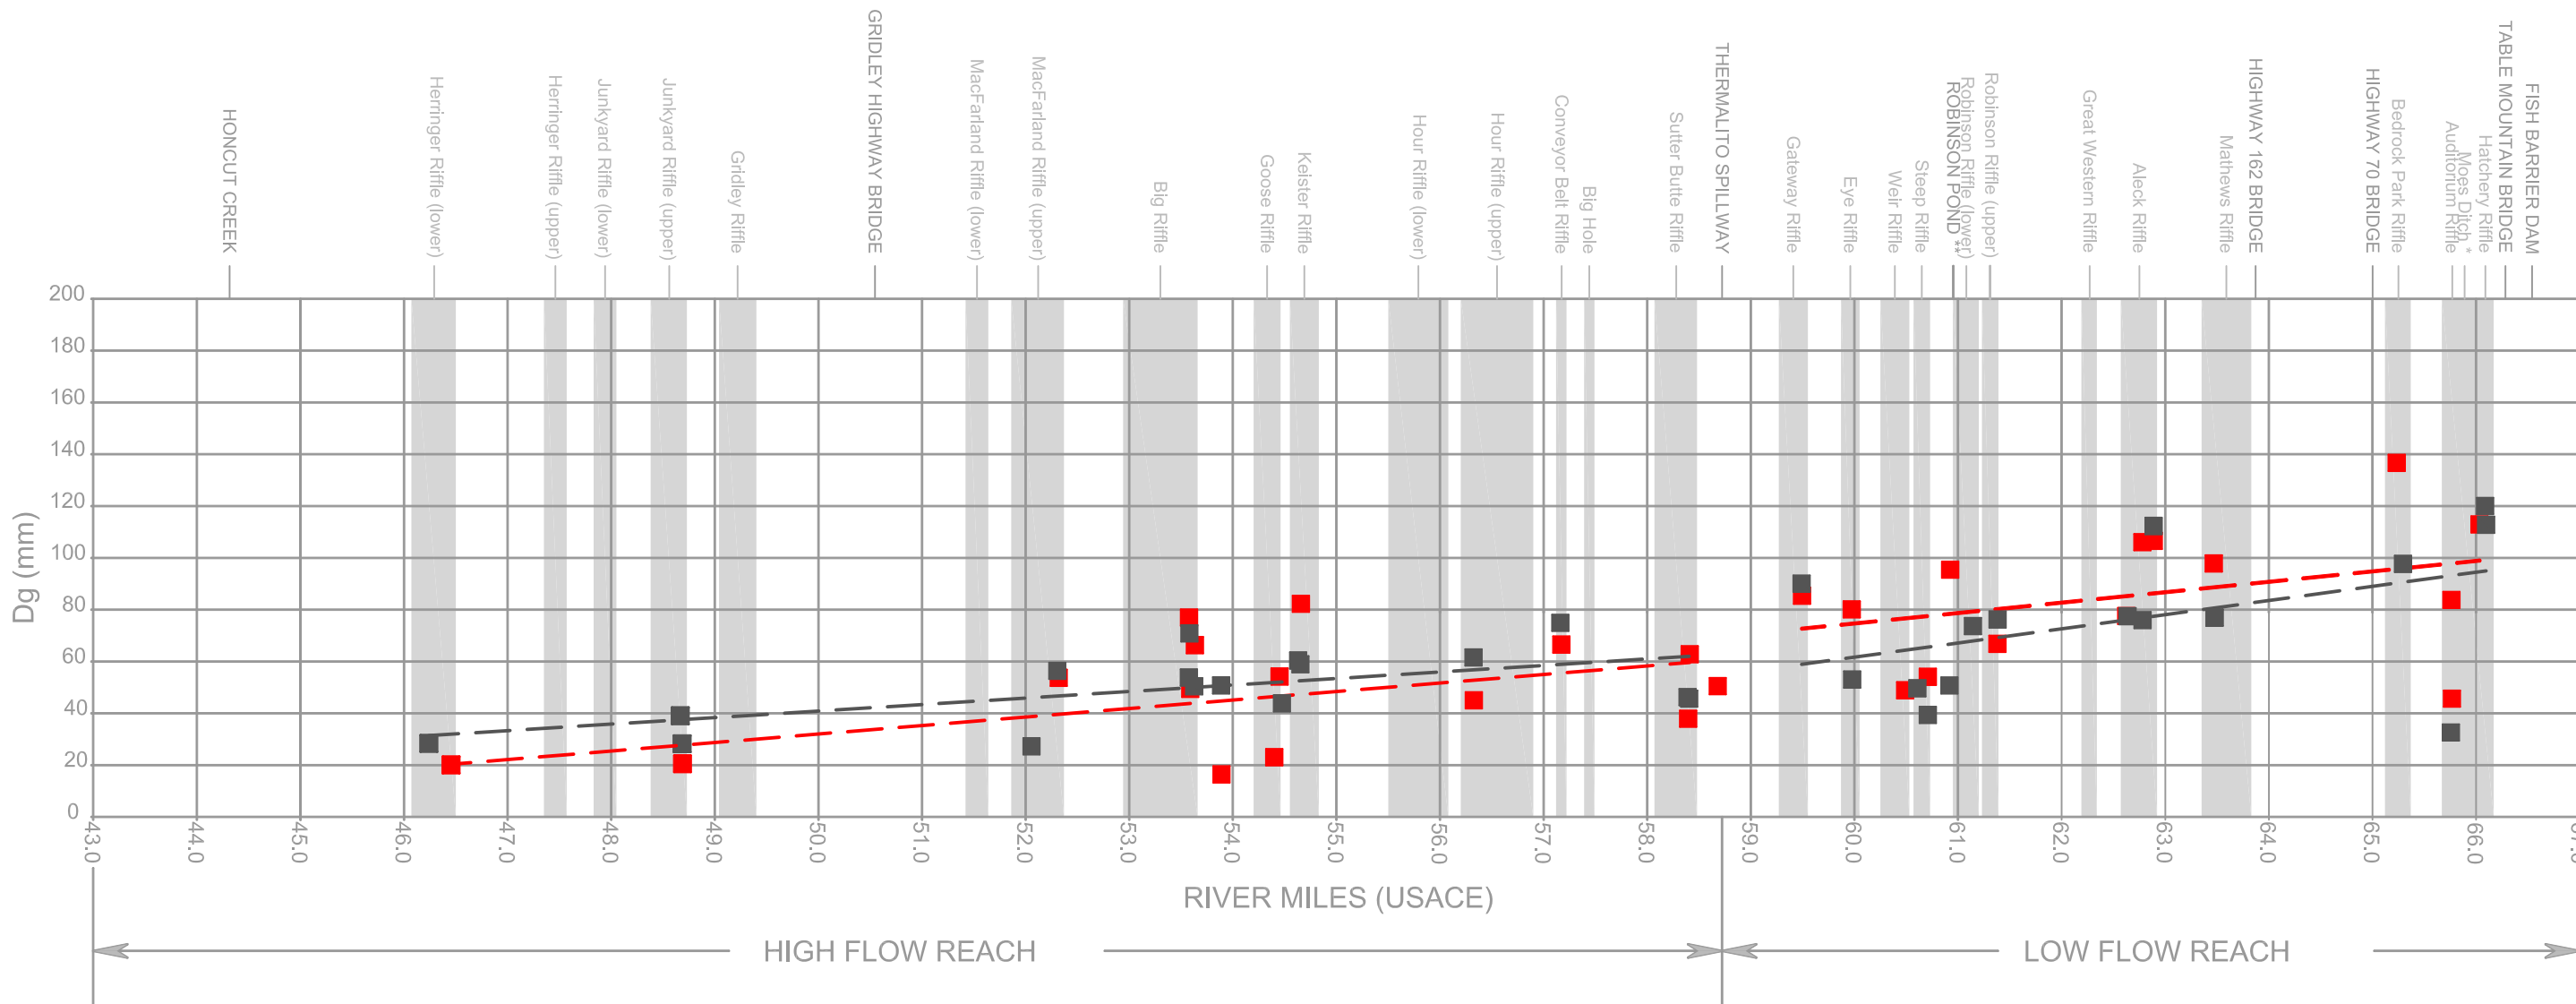 HONCUT CREEK
Herringer Riffle (lower)
Herringer Riffle (upper)
Junkyard Riffle (lower)
Junkyard Riffle (upper)
Gridley Riffle
GRIDLEY HIGHWAY BRIDGE
MacFarland Riffle (lower)
MacFarland Riffle (upper)
Big Riffle
Goose Riffle
Keister Riffle
Hour Riffle (lower)
Hour Riffle (upper)
Conveyor Belt Riffle
Big Hole
Sutter Butte Riffle
THERMALITO SPILLWAY
Gateway Riffle
Eye Riffle
Weir Riffle
Steep Riffle
ROBINSON POND **
Robinson Riffle (lower)
Robinson Riffle (upper)
Great Western Riffle
Aleck Riffle
Mathews Riffle
HIGHWAY 162 BRIDGE
HIGHWAY 70 BRIDGE
Bedrock Park Riffle
Auditorium Riffle
Moes Ditch *
Hatchery Riffle
TABLE MOUNTAIN BRIDGE
FISH BARRIER DAM
200
180
160
140
120
100
80
60
40
20
0
Dg (mm)
43.0
44.0
45.0
46.0
47.0
48.0
49.0
50.0
51.0
52.0
53.0
54.0
55.0
56.0
57.0
58.0
59.0
60.0
61.0
62.0
63.0
64.0
65.0
66.0
67.0
RIVER MILES (USACE)
HIGH FLOW REACH
LOW FLOW REACH